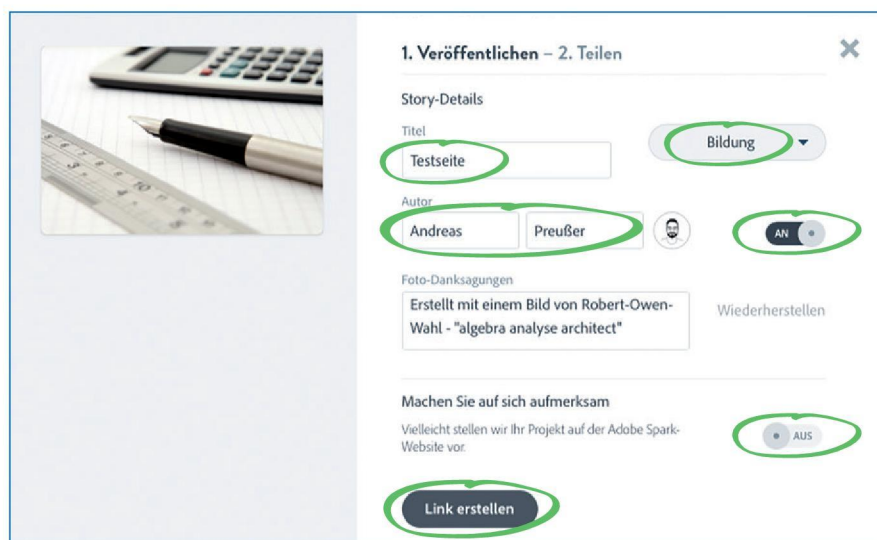 1. Veröffentlichen – 2. Teilen
Story-Details
Titel
Testseite
Bildung
Autor
Andreas
Preußer
AN
Foto-Danksagungen
Erstellt mit einem Bild von Robert-Owen-
Wahl - "algebra analyse architect"
Wiederherstellen
Machen Sie auf sich aufmerksam
Vielleicht stellen wir Ihr Projekt auf der Adobe Spark-
Website vor.
AUS
Link erstellen